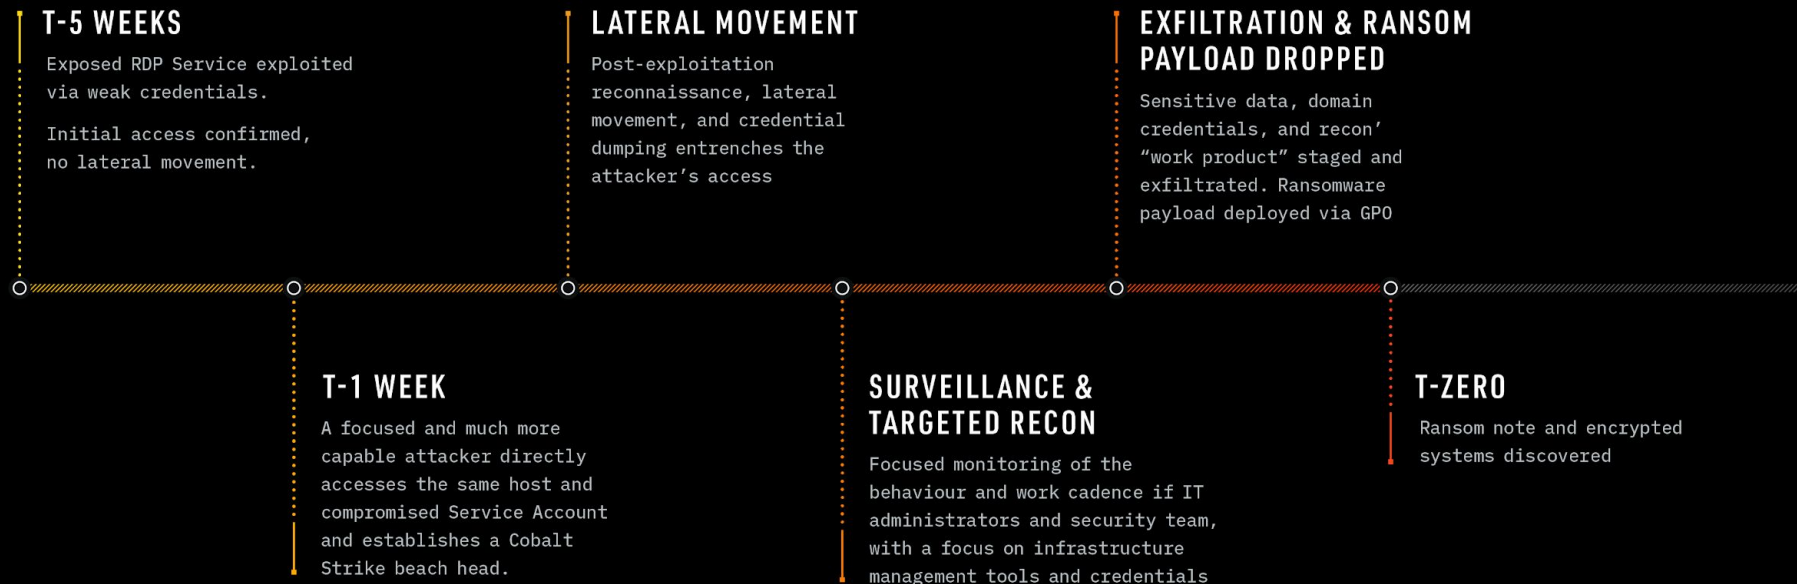 T-5 WEEKS
Exposed RDP Service exploited
via weak credentials.
Initial access confirmed,
no lateral movement.
T-1 WEEK
A focused and much more
capable attacker directly
accesses the same host and
compromised Service Account
and establishes a Cobalt
Strike beach head.
LATERAL MOVEMENT
Post-exploitation
reconnaissance, lateral
movement, and credential
dumping entrenches the
attacker’s access
SURVEILLANCE &
TARGETED RECON
Focused monitoring of the
behaviour and work cadence if IT
administrators and security team,
with a focus on infrastructure
management tools and credentials
EXFILTRATION & RANSOM
PAYLOAD DROPPED
Sensitive data, domain
credentials, and recon’
“work product” staged and
exfiltrated. Ransomware
payload deployed via GPO
T-ZERO
Ransom note and encrypted
systems discovered